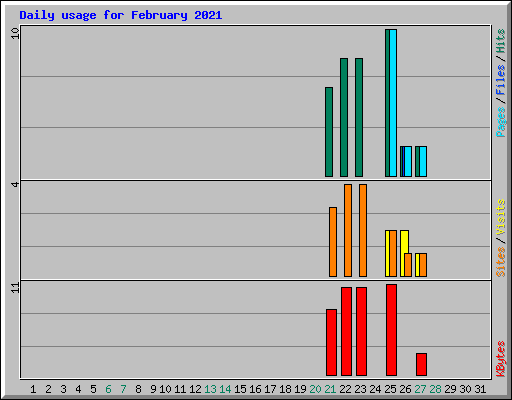 Daily usage for February 2021
10
Pages / Files / Hits
4
Sites / Visits
11
KBytes
1 2 3 4 5 6 7 8 9 10 11 12 13 14 15 16 17 18 19 20 21 22 23 24 25 26 27 28 29 30 31